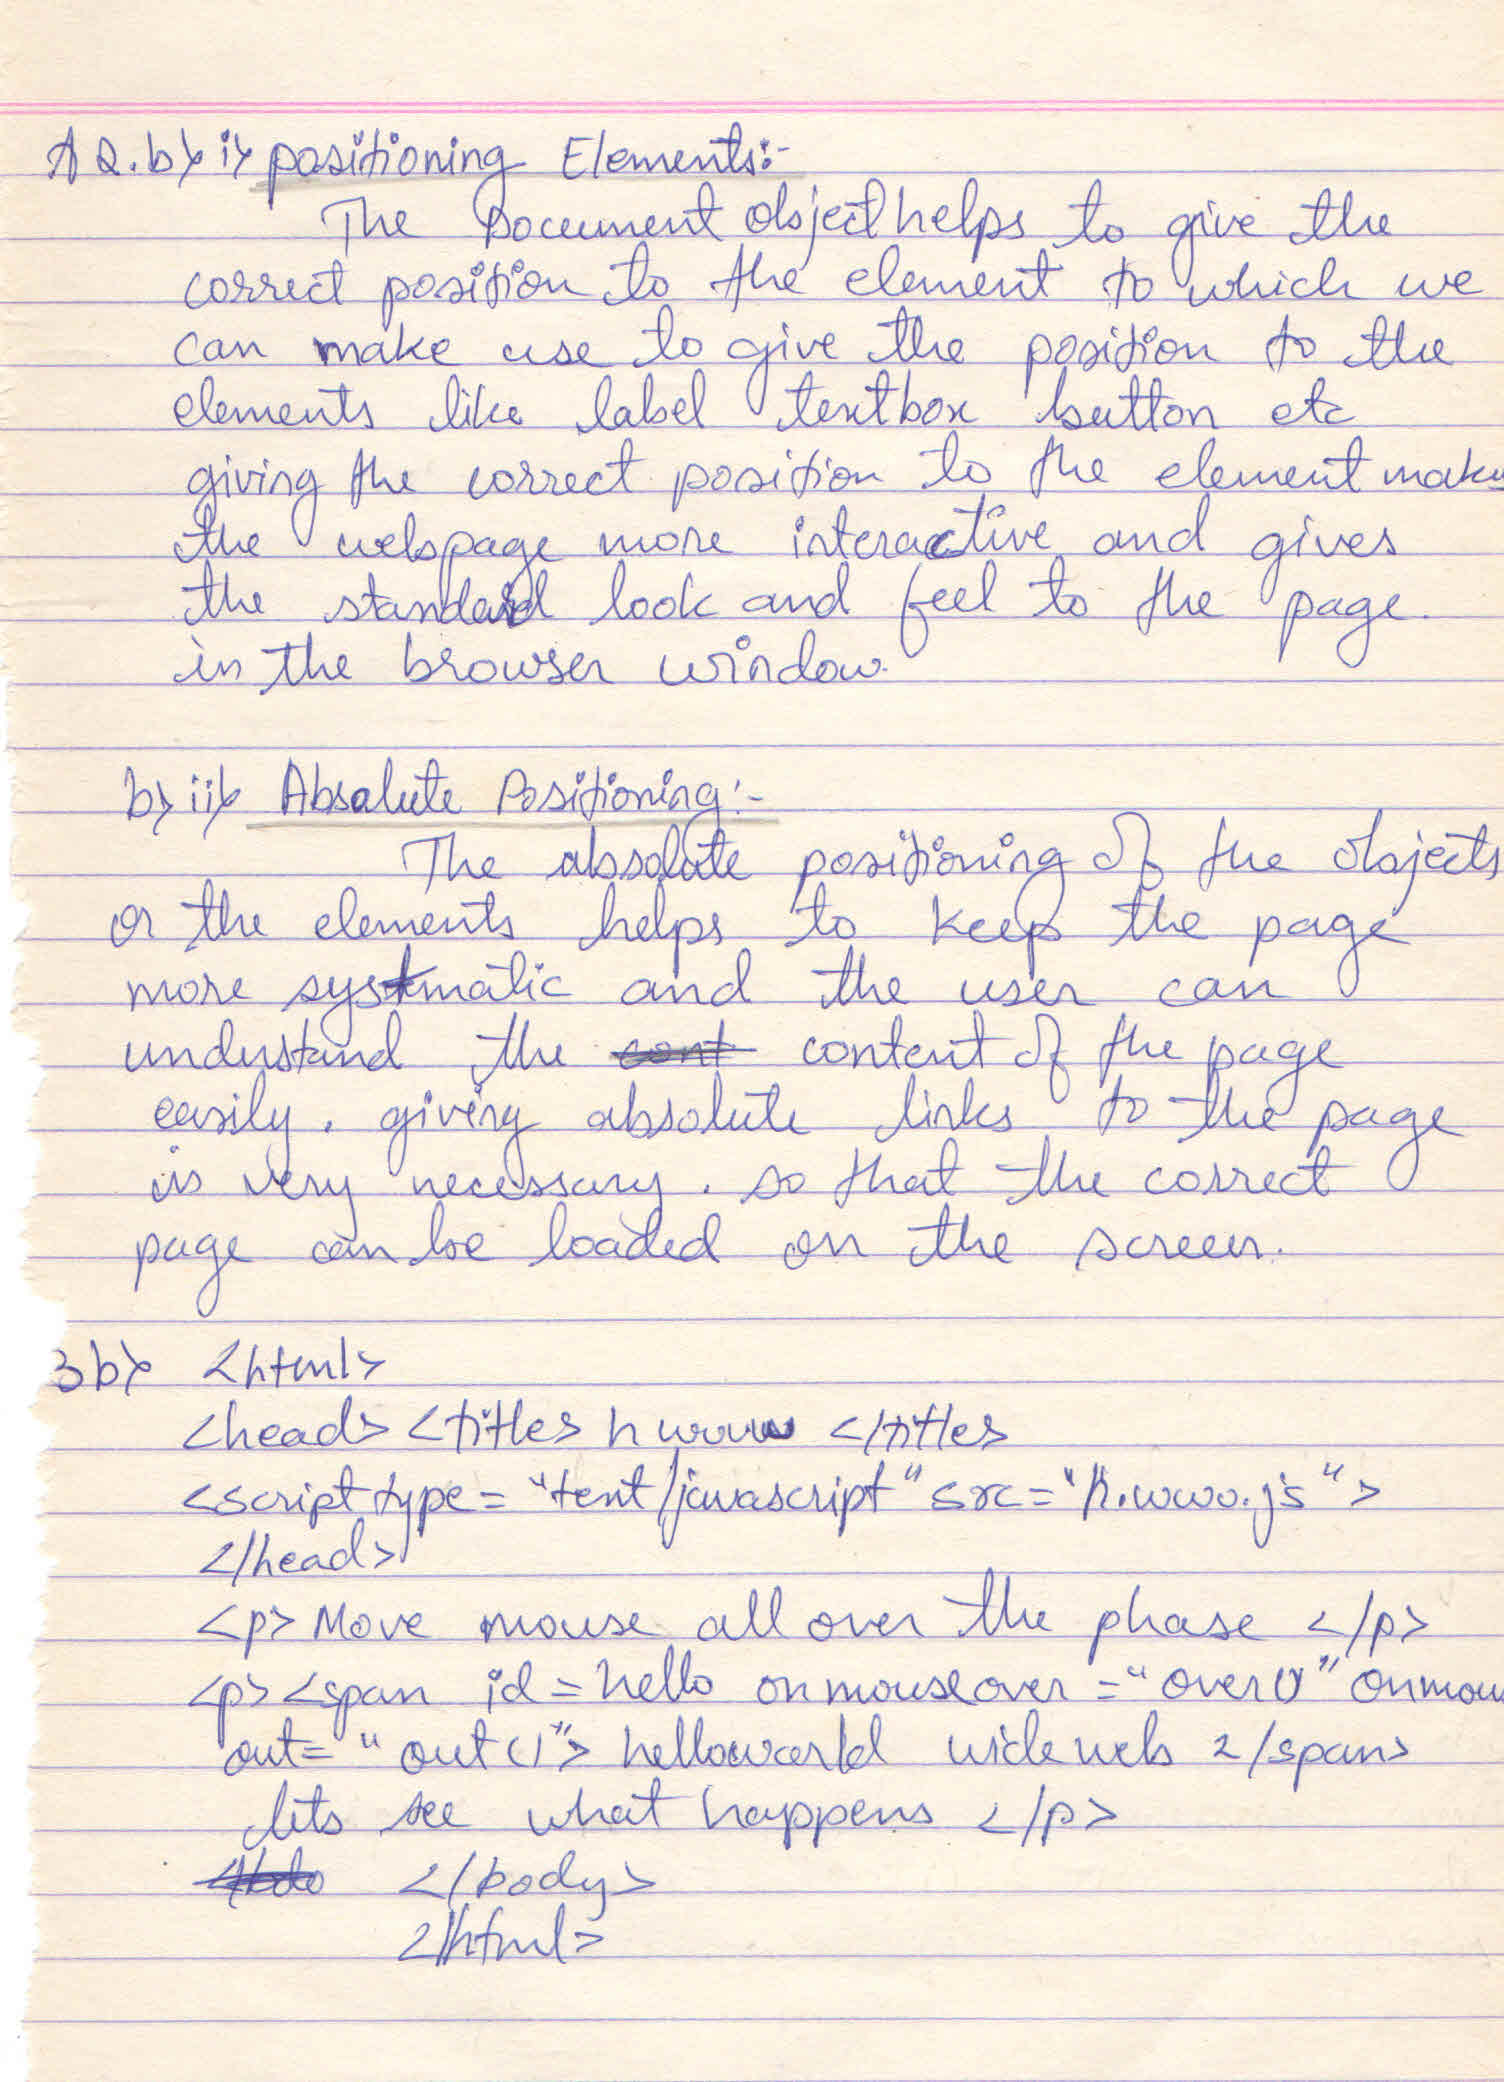 A 2. b) i) positioning Elements:-
The Document object helps to give the
correct position to the element to which we
can make use to give the position to the
elements like label textbox button etc
giving the correct position to the element makes
the webpage more interactive and gives
the standard look and feel to the page.
in the browser window.
b) ii) Absolute Positioning:-
The absolute positioning of the objects
or the elements helps to keep the page
more systmatic and the user can
understand the cont content of the page
easily. giving absolute links to the page
is very necessary. so that the correct
page can be loaded on the screen.
3 b) <html>
<head> <title> h www </title>
<script type = "text/javascript" src = "h.www.js">
</head>
<p> Move mouse all over the phase </p>
<p> <span id = hello onmouseover = "over()" onmou
out = "out()"> helloworld wide web </span>
lets see what happens </p>
</body>
</html>